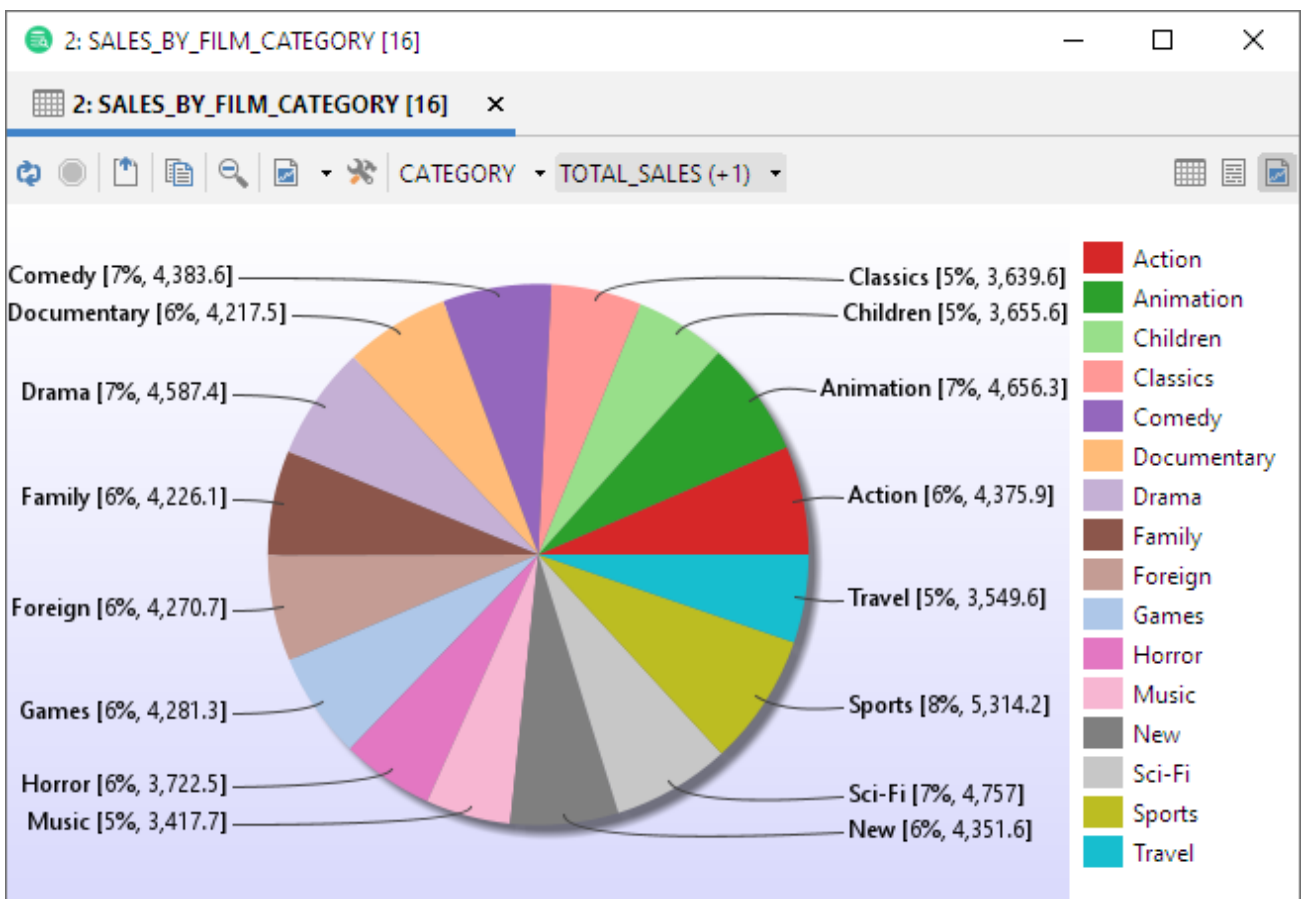 2: SALES_BY_FILM_CATEGORY [16]
2: SALES_BY_FILM_CATEGORY [16]
CATEGORY TOTAL_SALES (+1)
Comedy [7%, 4,383.6]
Documentary [6%, 4,217.5]
Drama [7%, 4,587.4]
Family [6%, 4,226.1]
Foreign [6%, 4,270.7]
Games [6%, 4,281.3]
Horror [6%, 3,722.5]
Music [5%, 3,417.7]
Classics [5%, 3,639.6]
Children [5%, 3,655.6]
Animation [7%, 4,656.3]
Action [6%, 4,375.9]
Travel [5%, 3,549.6]
Sports [8%, 5,314.2]
Sci-Fi [7%, 4,757]
New [6%, 4,351.6]
Action
Animation
Children
Classics
Comedy
Documentary
Drama
Family
Foreign
Games
Horror
Music
New
Sci-Fi
Sports
Travel